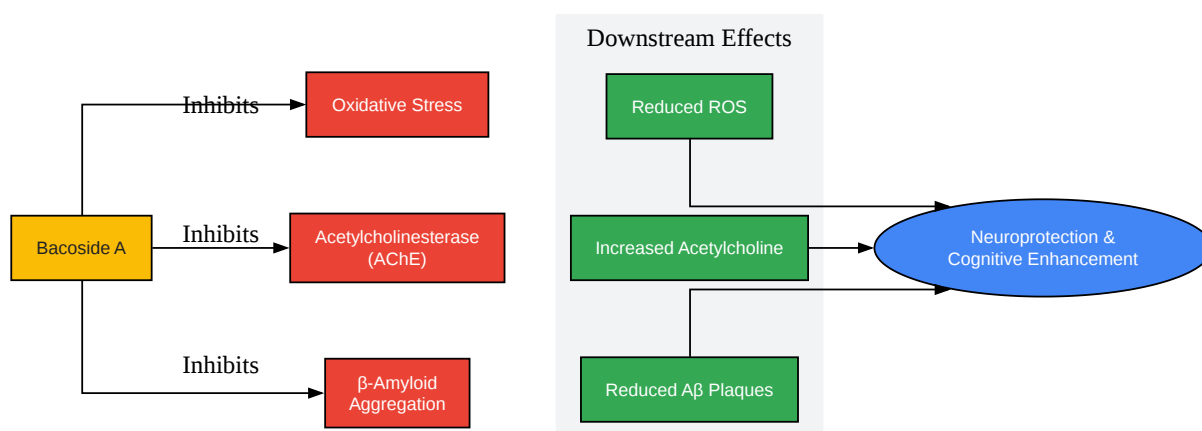 Downstream Effects
Inhibits
Oxidative Stress
Reduced ROS
Bacoside A
Inhibits
Acetylcholinesterase
(AChE)
Increased Acetylcholine
Neuroprotection &
Cognitive Enhancement
Inhibits
β-Amyloid
Aggregation
Reduced Aβ Plaques